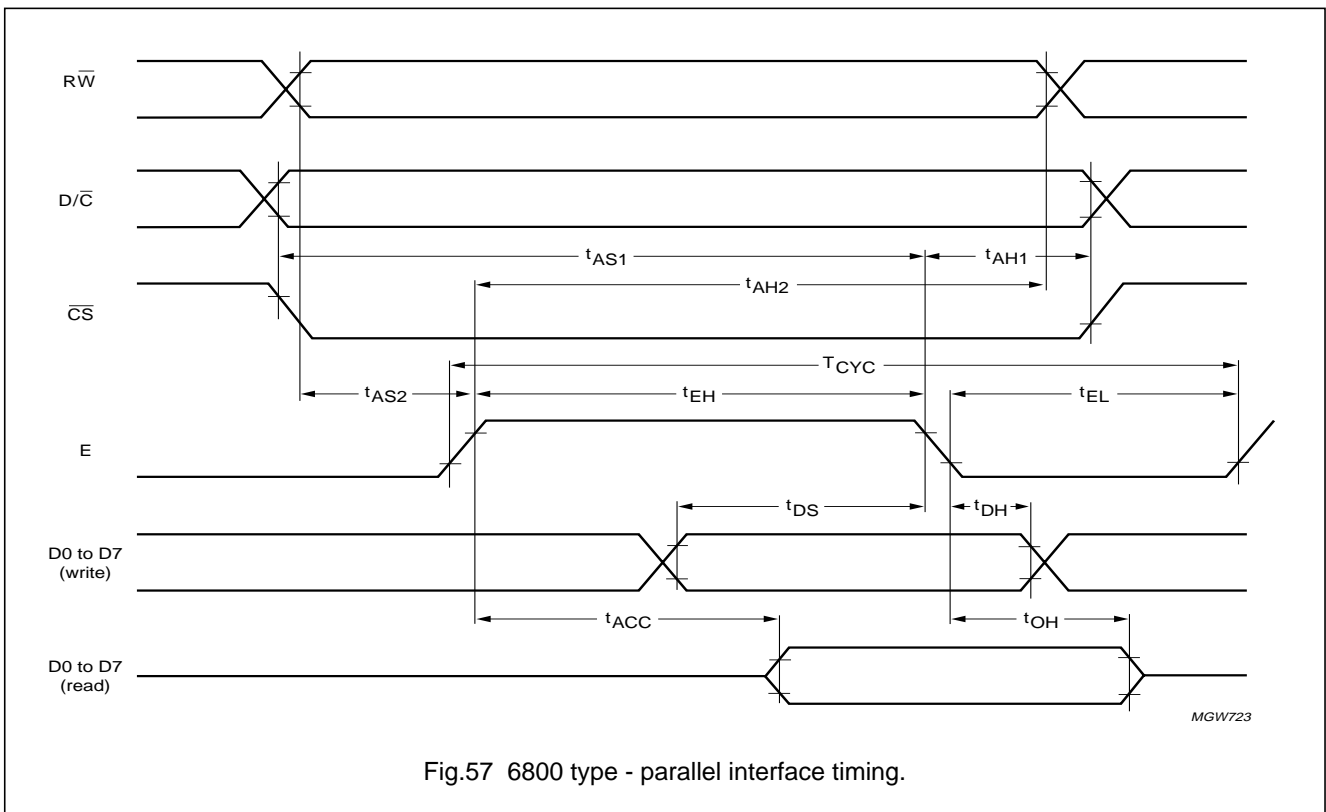 RW̅
D/C̅
tAS1
tAH1
tAH2
C̅S̅
TCYC
tAS2
tEH
tEL
E
tDS
tDH
D0 to D7
(write)
tACC
tOH
D0 to D7
(read)
MGW723
Fig.57 6800 type - parallel interface timing.